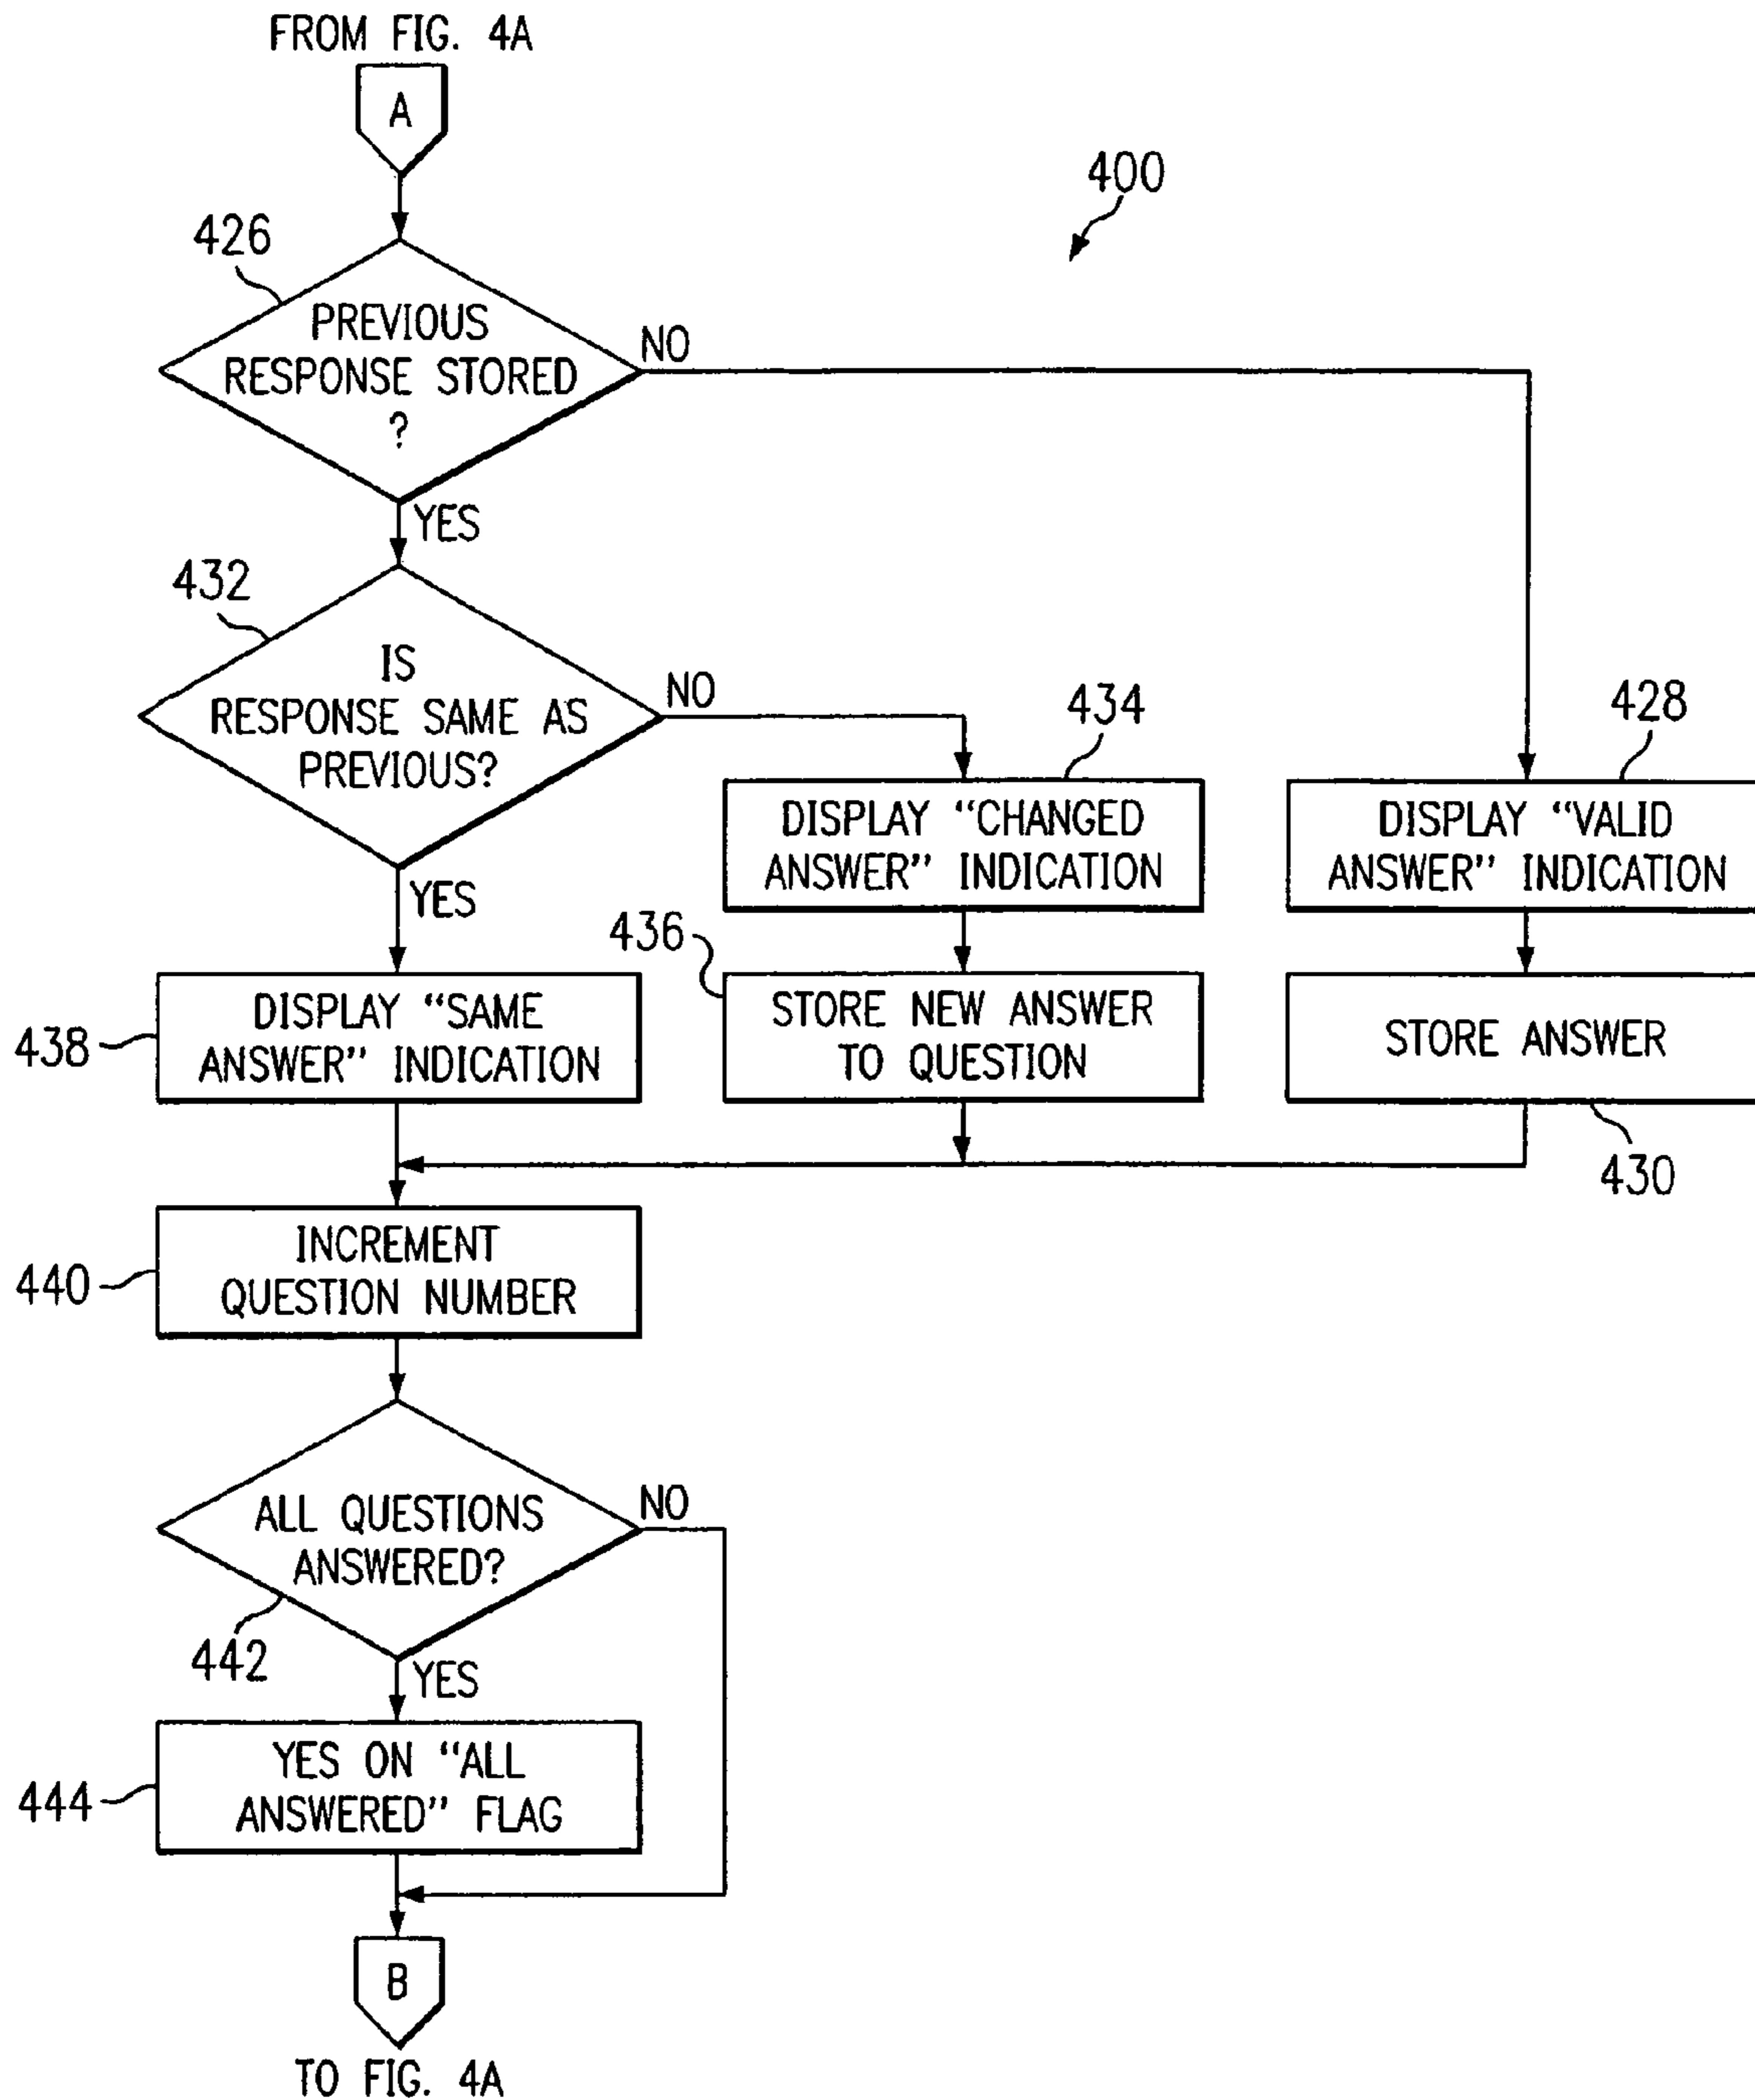 FROM FIG. 4A
A
400
426
PREVIOUS
RESPONSE STORED
?
NO
YES
432
IS
RESPONSE SAME AS
PREVIOUS?
NO
YES
434
DISPLAY “CHANGED
ANSWER” INDICATION
428
DISPLAY “VALID
ANSWER” INDICATION
436
STORE NEW ANSWER
TO QUESTION
STORE ANSWER
430
438
DISPLAY “SAME
ANSWER” INDICATION
440
INCREMENT
QUESTION NUMBER
ALL QUESTIONS
ANSWERED?
NO
442
YES
444
YES ON “ALL
ANSWERED” FLAG
B
TO FIG. 4A